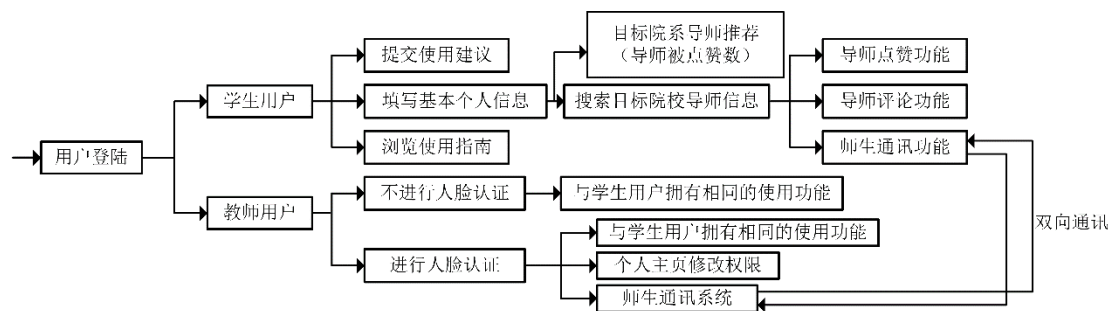 目标院系导师推荐
（导师被点赞数）
提交使用建议
导师点赞功能
学生用户
填写基本个人信息
搜索目标院校导师信息
导师评论功能
用户登陆
浏览使用指南
师生通讯功能
不进行人脸认证
与学生用户拥有相同的使用功能
教师用户
双向通讯
与学生用户拥有相同的使用功能
进行人脸认证
个人主页修改权限
师生通讯系统